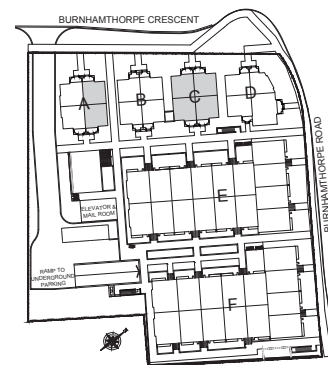 BURNHAMTHORPE CRESCENT
A
B
C
D
BURNHAMTHORPE ROAD
E
ELEVATOR &
MAIL ROOM
RAMP TO
UNDERGROUND
PARKING
F